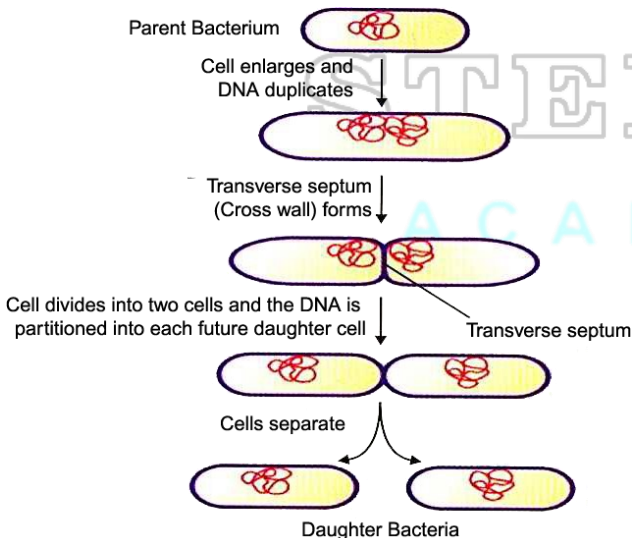 Parent Bacterium
Cell enlarges and
DNA duplicates
Transverse septum
(Cross wall) forms
Cell divides into two cells and the DNA is
partitioned into each future daughter cell
Transverse septum
Cells separate
Daughter Bacteria